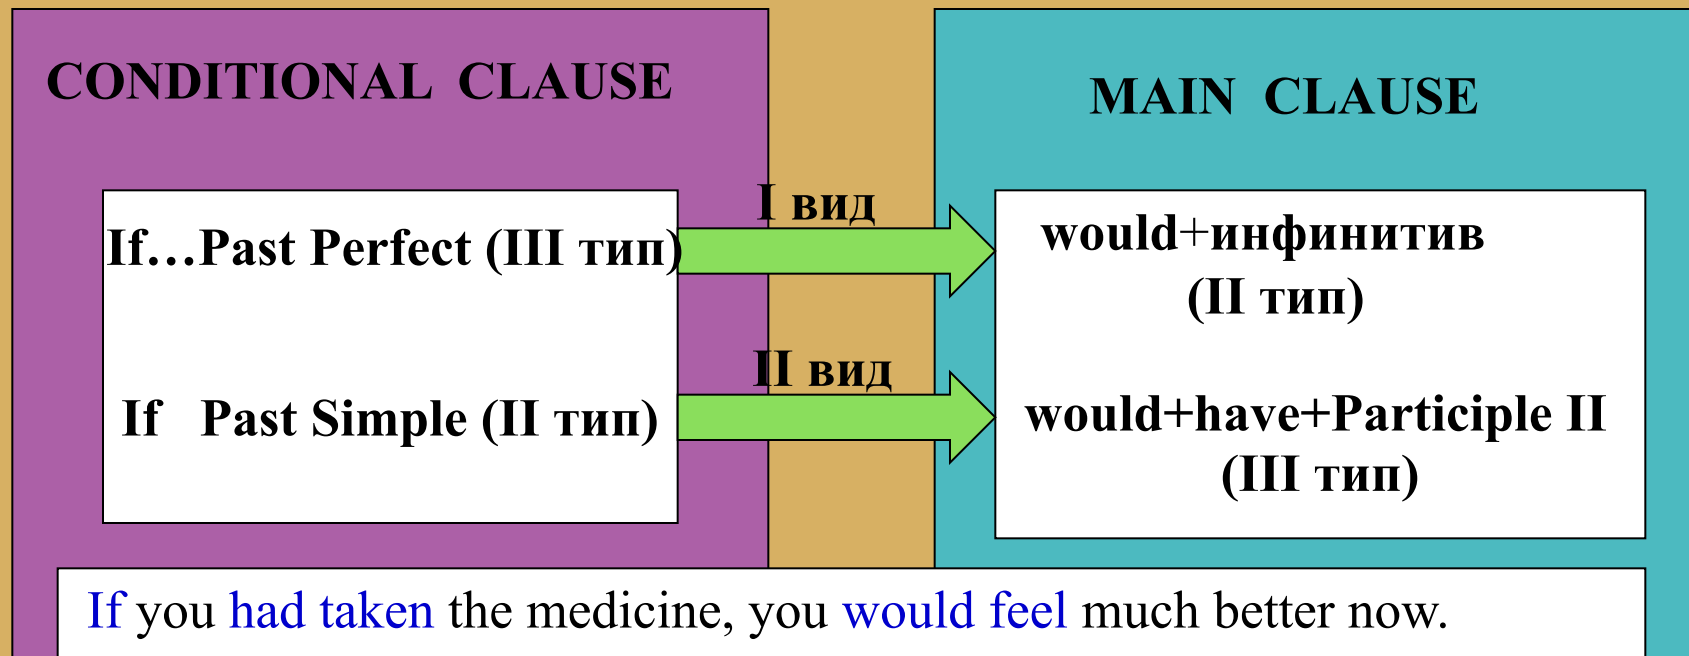 CONDITIONAL CLAUSE
MAIN CLAUSE
I вид
If...Past Perfect (III тип)
would+инфинитив
(II тип)
II вид
If Past Simple (II тип)
would+have+Participle II
(III тип)
If you had taken the medicine, you would feel much better now.